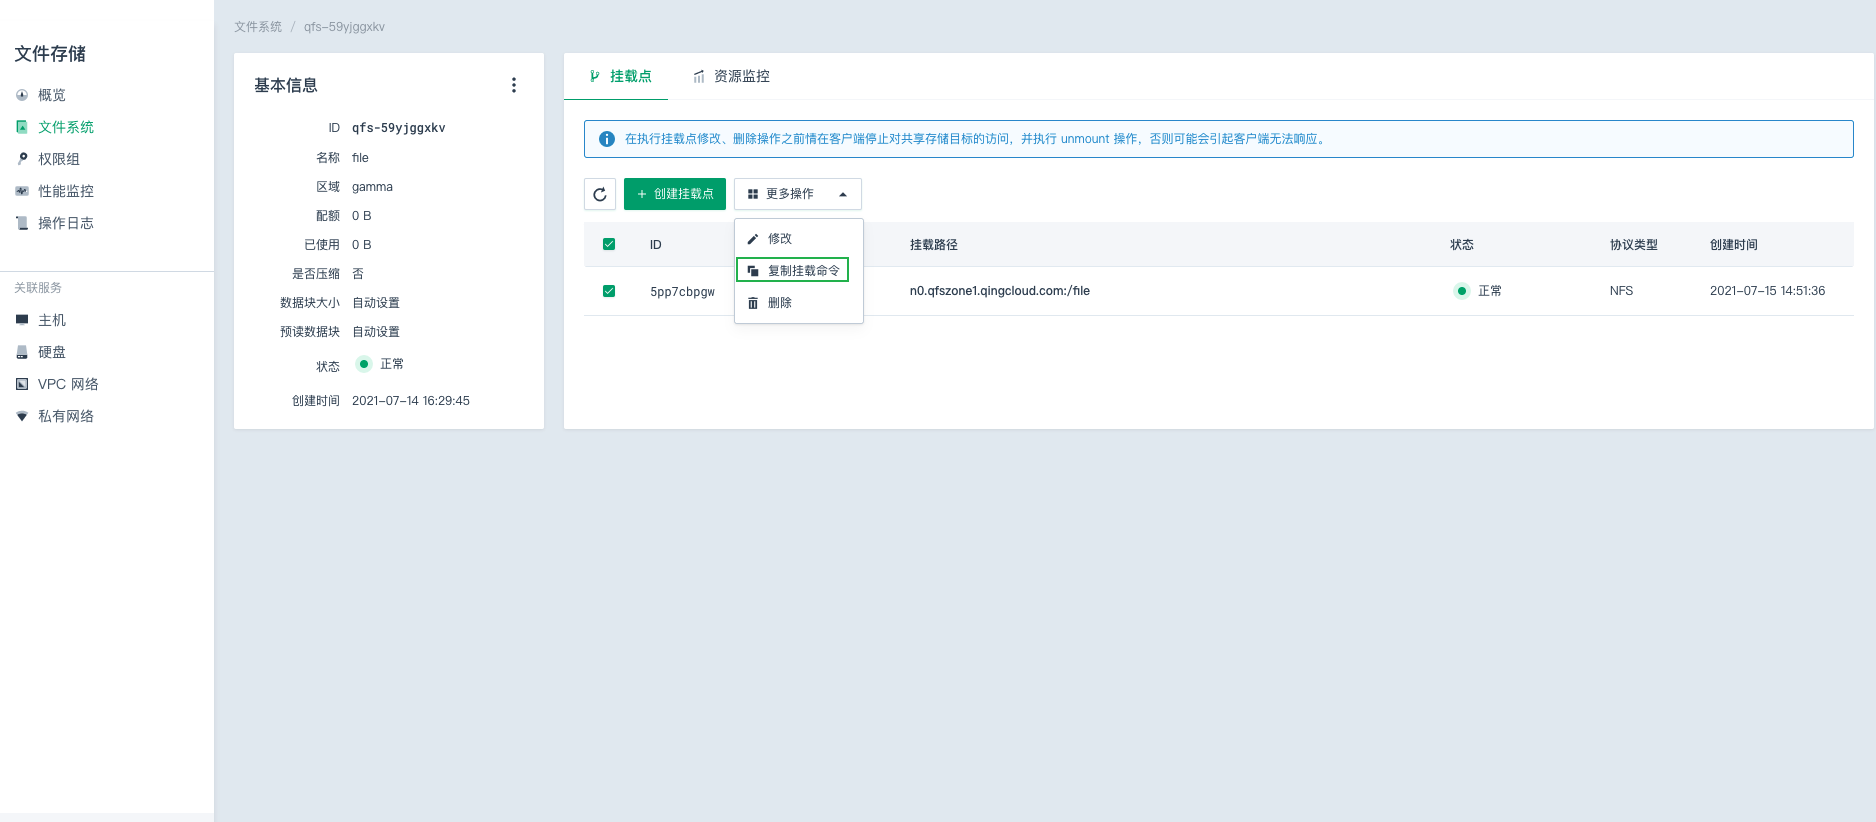 文件存储
概览
文件系统
权限组
性能监控
操作日志
关联服务
主机
硬盘
VPC 网络
私有网络
文件系统 / qfs-59yjggxkv
基本信息
ID qfs-59yjggxkv
名称 file
区域 gamma
配额 0 B
已使用 0 B
是否压缩 否
数据块大小 自动设置
预读数据块 自动设置
状态 正常
创建时间 2021-07-14 16:29:45
挂载点 资源监控
在执行挂载点修改、删除操作之前情在客户端停止对共享存储目标的访问，并执行 unmount 操作，否则可能会引起客户端无法响应。
+ 创建挂载点 更多操作
修改
复制挂载命令
删除
ID 挂载路径 状态 协议类型 创建时间
5pp7cbpgw n0.qfszone1.qingcloud.com:/file 正常 NFS 2021-07-15 14:51:36